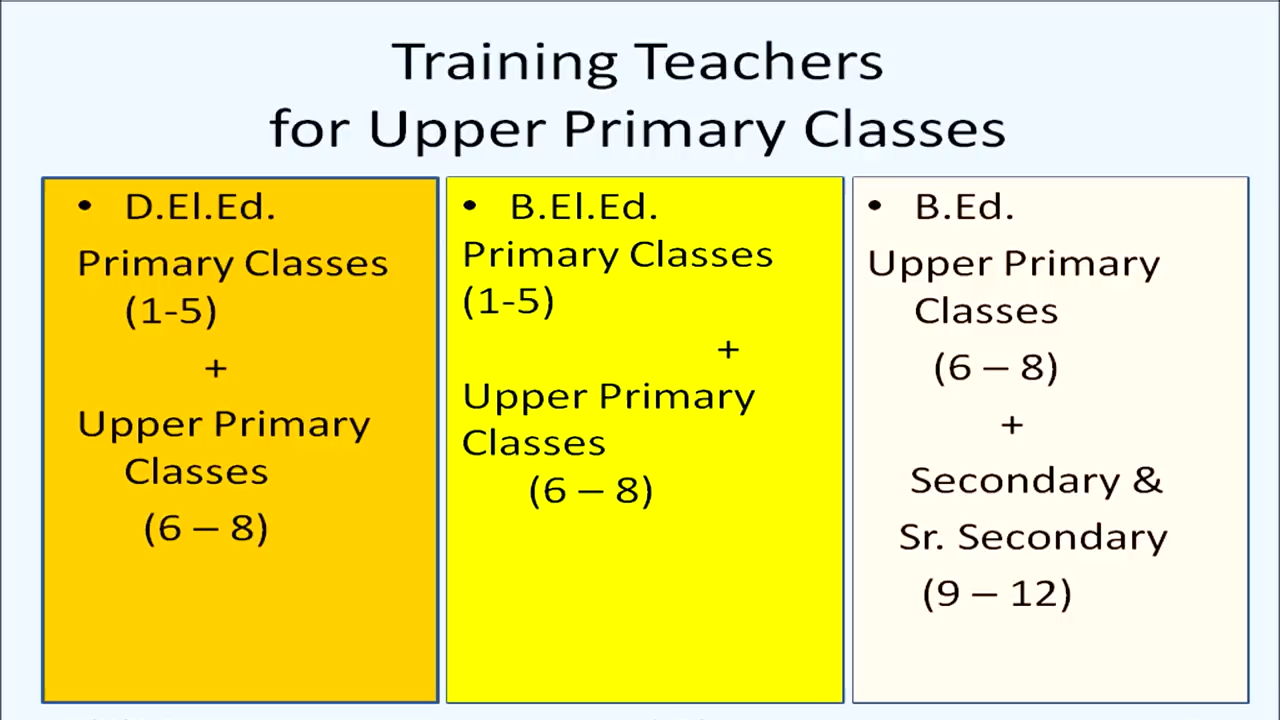 Training Teachers
for Upper Primary Classes
• D.El.Ed.
Primary Classes
(1-5)
+
Upper Primary
Classes
(6 – 8)
• B.El.Ed.
Primary Classes
(1-5)
+
Upper Primary
Classes
(6 – 8)
• B.Ed.
Upper Primary
Classes
(6 – 8)
+
Secondary &
Sr. Secondary
(9 – 12)